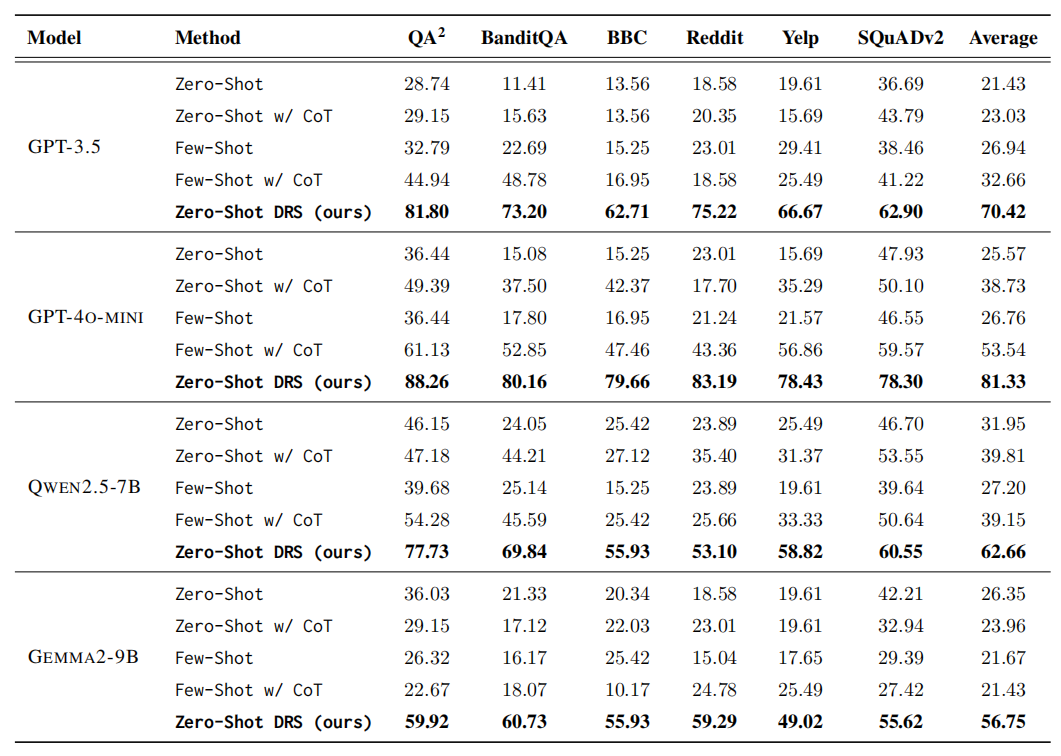 Model Method QA² BanditQA BBC Reddit Yelp SQuADv2 Average
Zero-Shot 28.74 11.41 13.56 18.58 19.61 36.69 21.43
Zero-Shot w/ CoT 29.15 15.63 13.56 20.35 15.69 43.79 23.03
GPT-3.5 Few-Shot 32.79 22.69 15.25 23.01 29.41 38.46 26.94
Few-Shot w/ CoT 44.94 48.78 16.95 18.58 25.49 41.22 32.66
Zero-Shot DRS (ours) 81.80 73.20 62.71 75.22 66.67 62.90 70.42
Zero-Shot 36.44 15.08 15.25 23.01 15.69 47.93 25.57
Zero-Shot w/ CoT 49.39 37.50 42.37 17.70 35.29 50.10 38.73
GPT-4O-MINI Few-Shot 36.44 17.80 16.95 21.24 21.57 46.55 26.76
Few-Shot w/ CoT 61.13 52.85 47.46 43.36 56.86 59.57 53.54
Zero-Shot DRS (ours) 88.26 80.16 79.66 83.19 78.43 78.30 81.33
Zero-Shot 46.15 24.05 25.42 23.89 25.49 46.70 31.95
Zero-Shot w/ CoT 47.18 44.21 27.12 35.40 31.37 53.55 39.81
QWEN2.5-7B Few-Shot 39.68 25.14 15.25 23.89 19.61 39.64 27.20
Few-Shot w/ CoT 54.28 45.59 25.42 25.66 33.33 50.64 39.15
Zero-Shot DRS (ours) 77.73 69.84 55.93 53.10 58.82 60.55 62.66
Zero-Shot 36.03 21.33 20.34 18.58 19.61 42.21 26.35
Zero-Shot w/ CoT 29.15 17.12 22.03 23.01 19.61 32.94 23.96
GEMMA2-9B Few-Shot 26.32 16.17 25.42 15.04 17.65 29.39 21.67
Few-Shot w/ CoT 22.67 18.07 10.17 24.78 25.49 27.42 21.43
Zero-Shot DRS (ours) 59.92 60.73 55.93 59.29 49.02 55.62 56.75